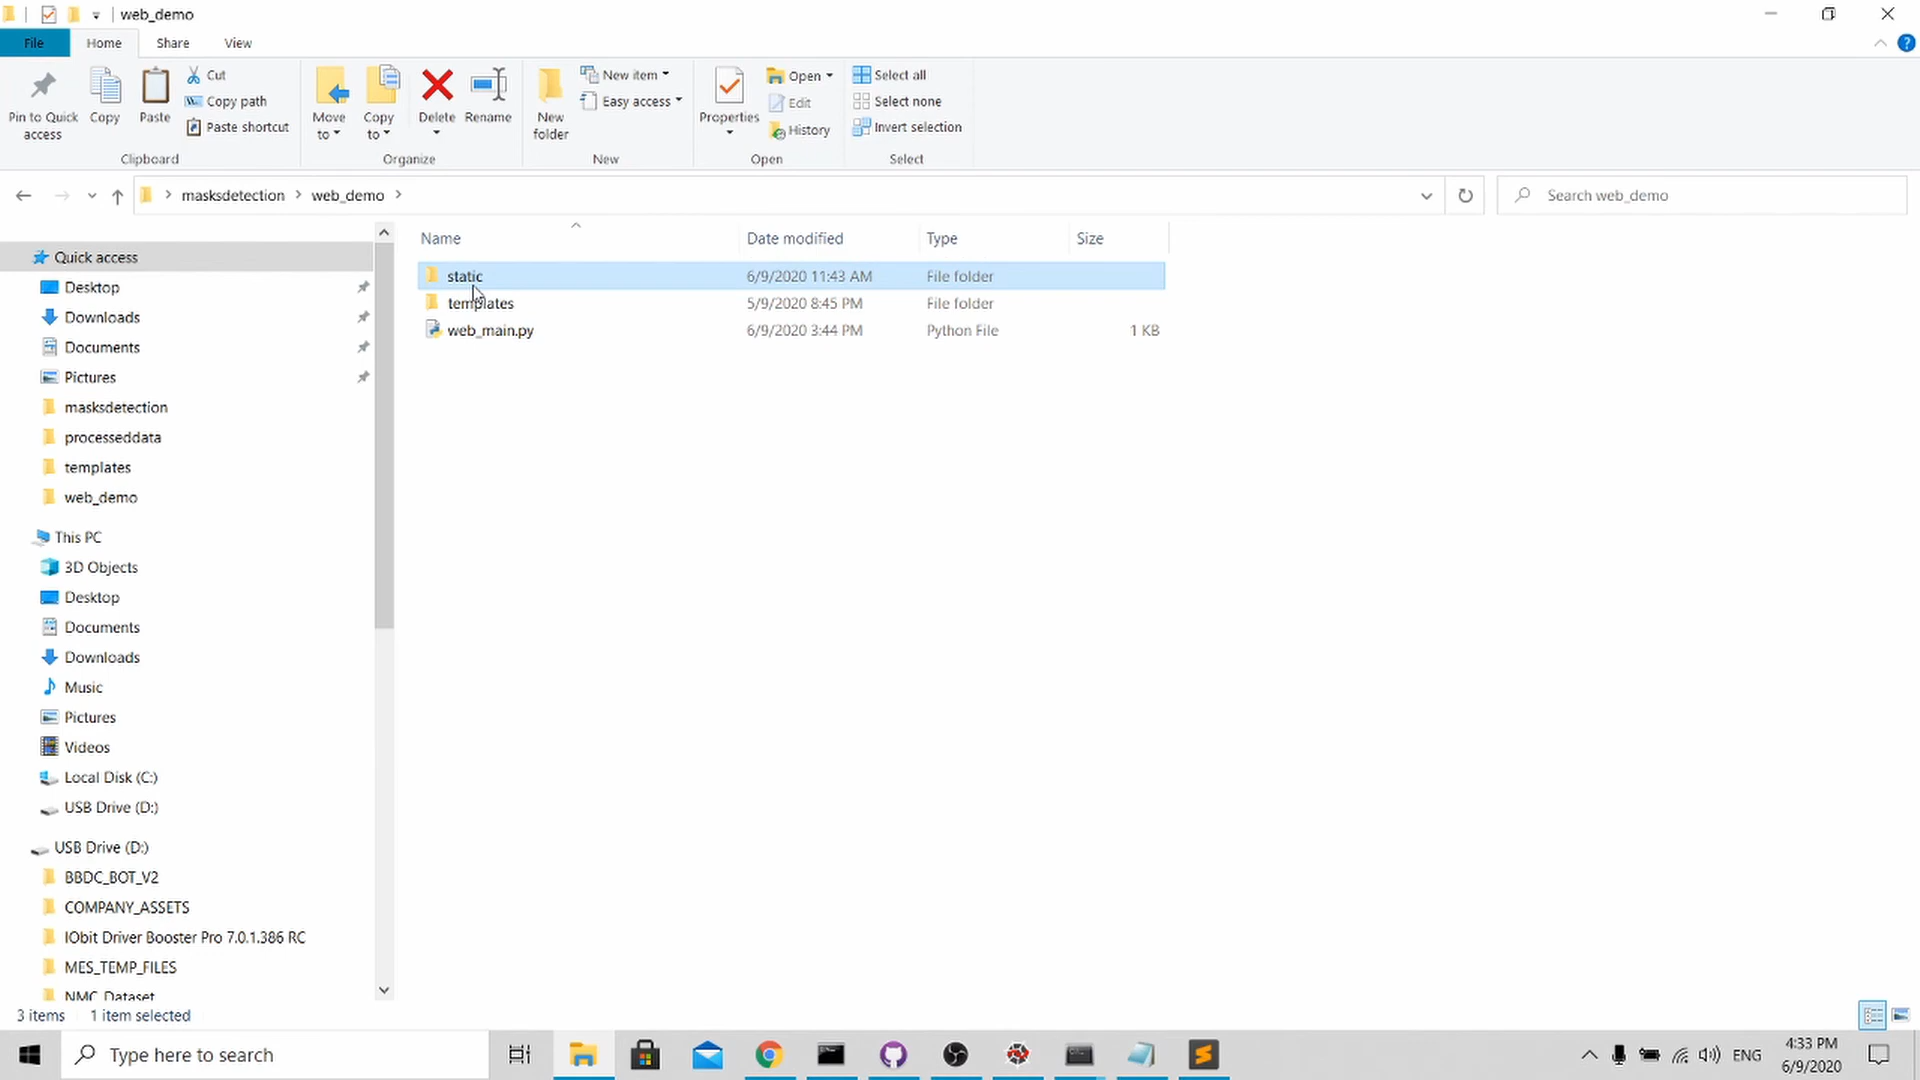 web_demo
File Home Share View
Pin to Quick access
Copy
Paste
Cut
Copy path
Paste shortcut
Clipboard
Move to
Copy to
Delete
Rename
Organize
New folder
New item
Easy access
New
Properties
Open
Edit
History
Open
Select all
Select none
Invert selection
Select
masksdetection > web_demo >
Search web_demo
Name Date modified Type Size
static 6/9/2020 11:43 AM File folder
templates 5/9/2020 8:45 PM File folder
web_main.py 6/9/2020 3:44 PM Python File 1 KB
Quick access
Desktop
Downloads
Documents
Pictures
masksdetection
processeddata
templates
web_demo
This PC
3D Objects
Desktop
Documents
Downloads
Music
Pictures
Videos
Local Disk (C:)
USB Drive (D:)
USB Drive (D:)
BBDC_BOT_V2
COMPANY_ASSETS
IObit Driver Booster Pro 7.0.1.386 RC
MES_TEMP_FILES
NMC_Dataset
3 items 1 item selected
Type here to search
ENG
4:33 PM
6/9/2020